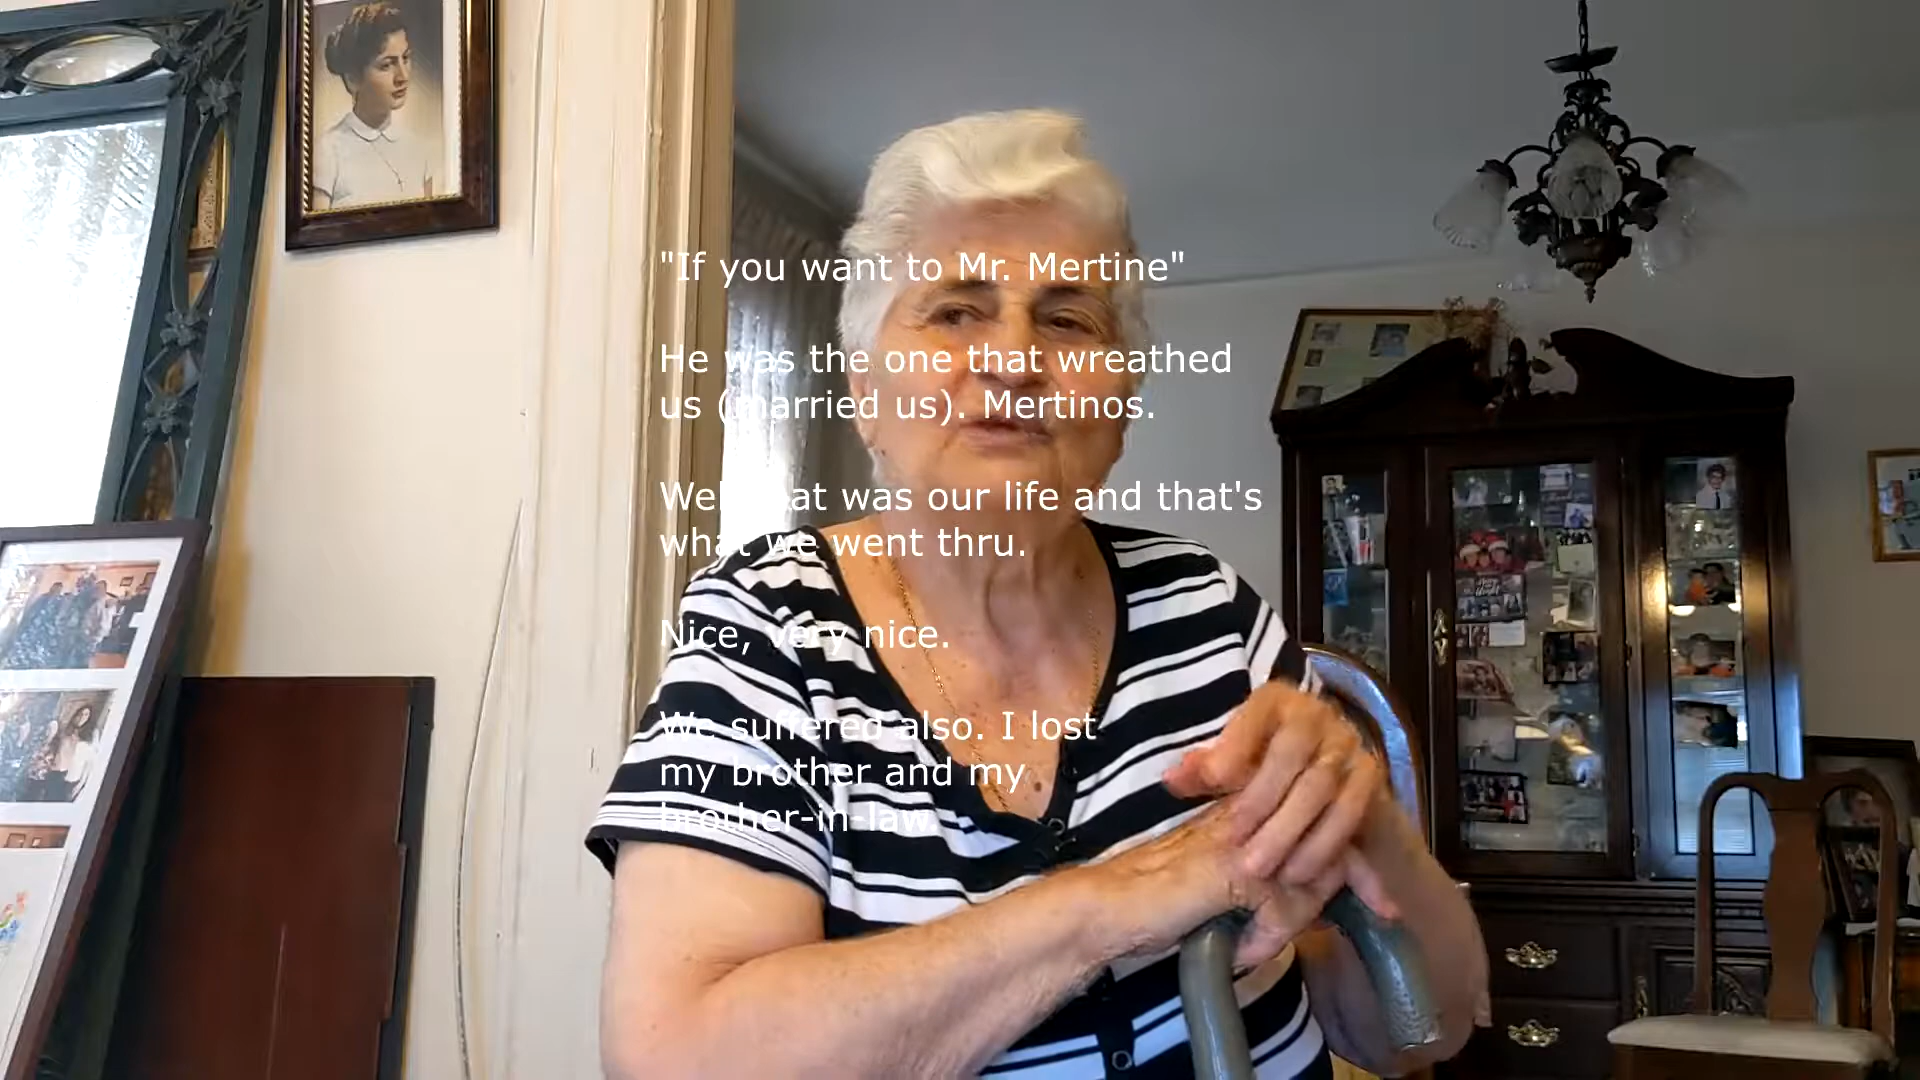 "If you want to Mr. Mertine"
He was the one that wreathed
us (married us). Mertinos.
Well that was our life and that's
what we went thru.
Nice, very nice.
We suffered also. I lost
my brother and my
brother-in-law.